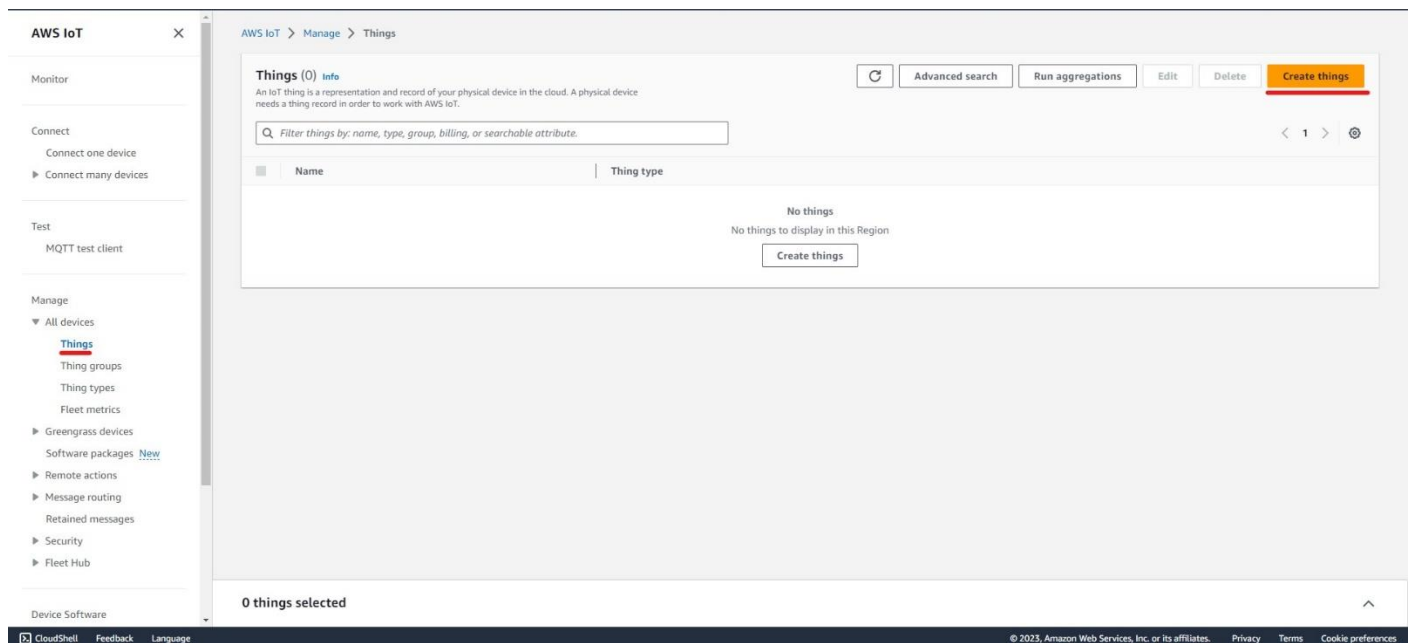 AWS IoT
Monitor
Connect
Connect one device
Connect many devices
Test
MQTT test client
Manage
All devices
Things
Thing groups
Thing types
Fleet metrics
Greengrass devices
Software packages New
Remote actions
Message routing
Retained messages
Security
Fleet Hub
Device Software
AWS IoT > Manage > Things
Things (0) Info
An IoT thing is a representation and record of your physical device in the cloud. A physical device
needs a thing record in order to work with AWS IoT.
Advanced search
Run aggregations
Edit
Delete
Create things
Filter things by: name, type, group, billing, or searchable attribute.
< 1 >
Name
Thing type
No things
No things to display in this Region
Create things
0 things selected
CloudShell Feedback Language
© 2023, Amazon Web Services, Inc. or its affiliates. Privacy Terms Cookie preferences